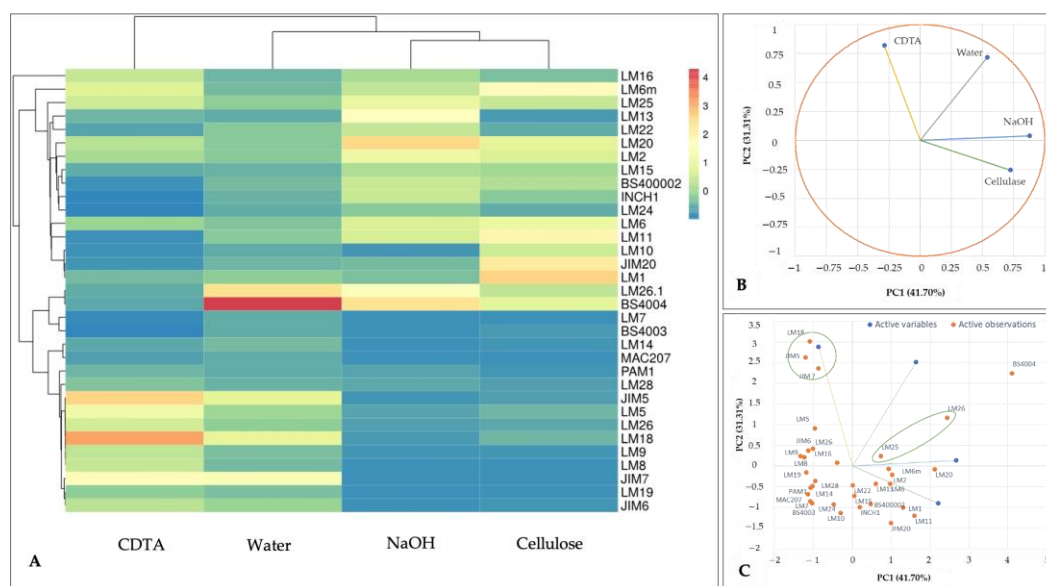 4
3
2
1
0
LM16
LM6m
LM25
LM13
LM22
LM20
LM2
LM15
BS400002
INCH1
LM24
LM6
LM11
LM10
JIM20
LM1
LM26.1
BS4004
LM7
BS4003
LM14
MAC207
PAM1
LM28
JIM5
LM5
LM26
LM18
LM9
LM8
JIM7
LM19
JIM6
CDTA Water NaOH Cellulose
A
1
0.75
0.5
0.25
0
−0.25
−0.5
−0.75
−1
PC2 (31.31%)
CDTA
Water
NaOH
Cellulase
−1 −0.75 −0.5 −0.25 0 0.25 0.5 0.75 1
PC1 (41.70%)
B
Active variables Active observations
3.5
3
2.5
2
1.5
1
0.5
0
−0.5
−1
−1.5
−2
PC2 (31.31%)
LM18
JIM5
JIM7
BS4004
LM26
LM5
LM25
JIM6
LM26
LM9
LM16
LM8
LM19
LM6m
LM20
LM2
PAM1
LM28
LM22
LM13
LM6
MAC207
LM14
LM15
LM7
LM24
BS400002
LM1
BS4003
LM10
INCH1
LM11
JIM20
−2 −1 0 1 2 3 4 5
PC1 (41.70%)
C